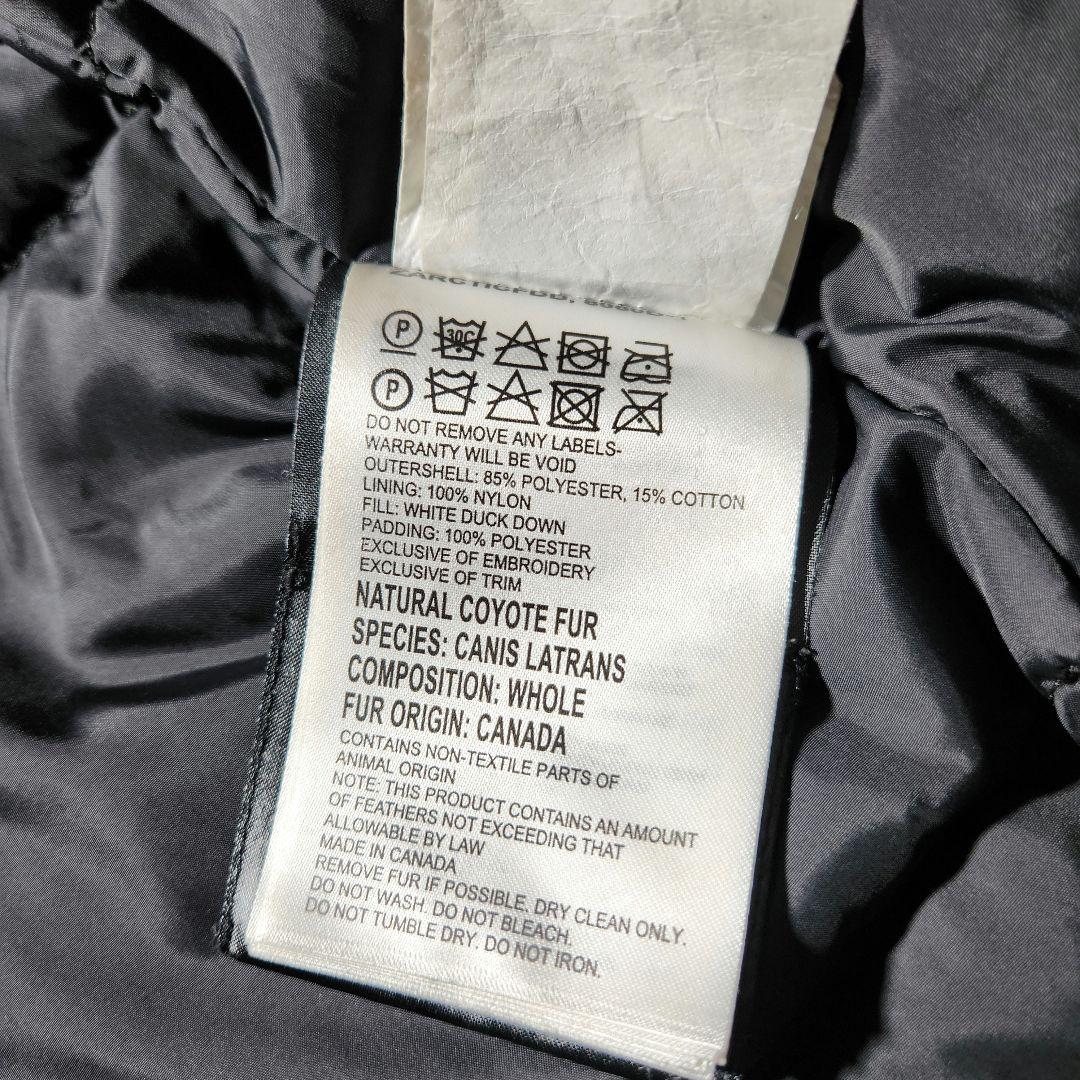 P 30C
P
DO NOT REMOVE ANY LABELS-
WARRANTY WILL BE VOID
OUTERSHELL: 85% POLYESTER, 15% COTTON
LINING: 100% NYLON
FILL: WHITE DUCK DOWN
PADDING: 100% POLYESTER
EXCLUSIVE OF EMBROIDERY
EXCLUSIVE OF TRIM
NATURAL COYOTE FUR
SPECIES: CANIS LATRANS
COMPOSITION: WHOLE
FUR ORIGIN: CANADA
CONTAINS NON-TEXTILE PARTS OF
ANIMAL ORIGIN
NOTE: THIS PRODUCT CONTAINS AN AMOUNT
OF FEATHERS NOT EXCEEDING THAT
ALLOWABLE BY LAW
MADE IN CANADA
REMOVE FUR IF POSSIBLE. DRY CLEAN ONLY.
DO NOT WASH. DO NOT BLEACH.
DO NOT TUMBLE DRY. DO NOT IRON.